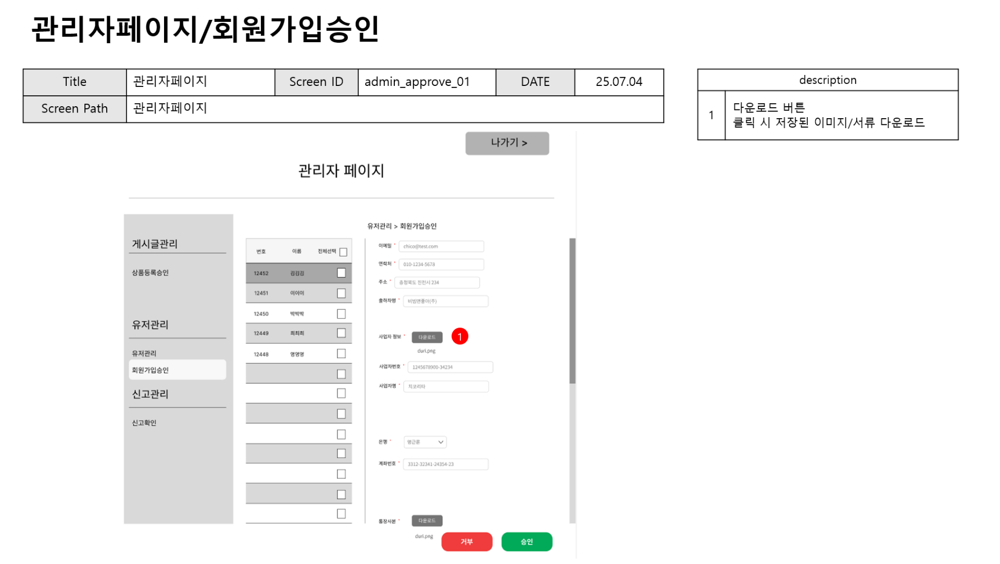 관리자페이지/회원가입승인
Title 관리자페이지 Screen ID admin_approve_01 DATE 25.07.04
Screen Path 관리자페이지
description
1 다운로드 버튼
클릭 시 저장된 이미지/서류 다운로드
나가기 >
관리자 페이지
게시글관리
상품등록승인
유저관리
유저관리
회원가입승인
신고관리
신고확인
번호 이름 전체선택
12452 김김김
12451 이이이
12450 박박박
12449 최최최
12448 영영영
유저관리 > 회원가입승인
이메일 * chico@test.com
연락처 * 010-1234-5678
주소 * 충청북도 진천시 234
출하자명 * 비빔면좋아(주)
사업자 정보 * 다운로드 1
duri.png
사업자번호 * 1245678900-34234
사업자명 * 치코리타
은행 * 영근론
계좌번호 * 3312-32341-24354-23
통장사본 * 다운로드
duri.png
거부 승인